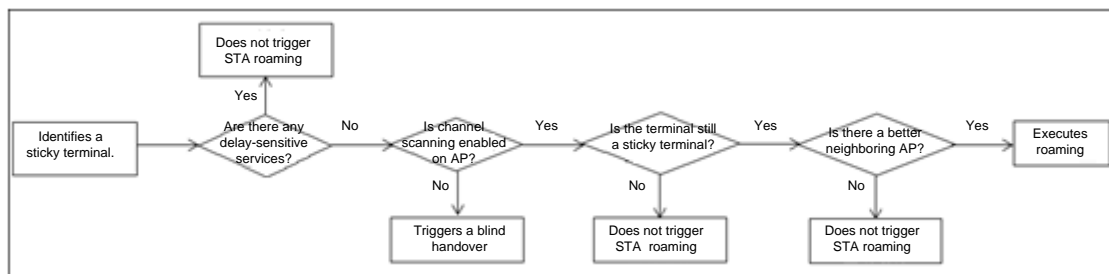 Does not trigger
STA roaming
Yes
Identifies a
sticky terminal.
Are there any
delay-sensitive
services?
No
Is channel
scanning enabled
on AP?
Yes
Is the terminal still
a sticky terminal?
Yes
Is there a better
neighboring AP?
Yes
Executes
roaming
No
No
No
Triggers a blind
handover
Does not trigger
STA roaming
Does not trigger
STA roaming